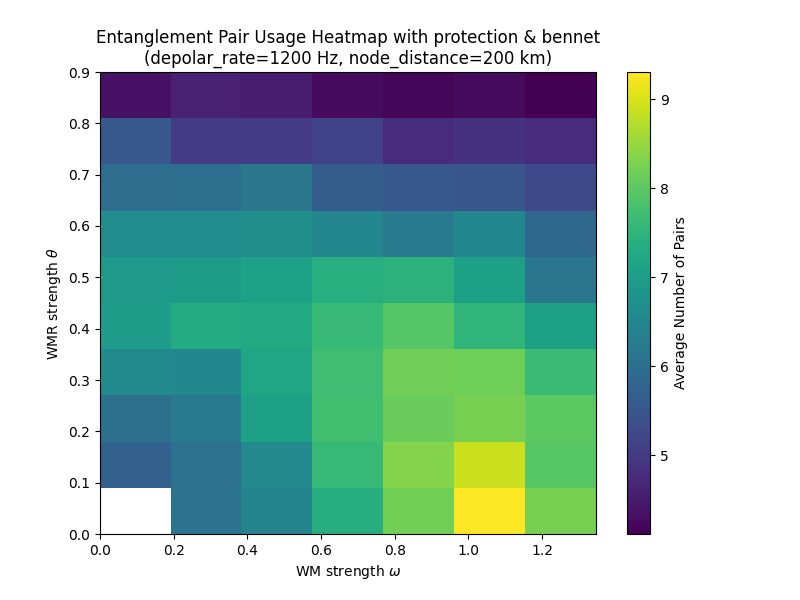 Entanglement Pair Usage Heatmap with protection & bennet
(depolar_rate=1200 Hz, node_distance=200 km)
0.9
0.8
0.7
0.6
0.5
0.4
0.3
0.2
0.1
0.0
WMR strength θ
0.0 0.2 0.4 0.6 0.8 1.0 1.2
WM strength ω
9
8
7
6
5
Average Number of Pairs